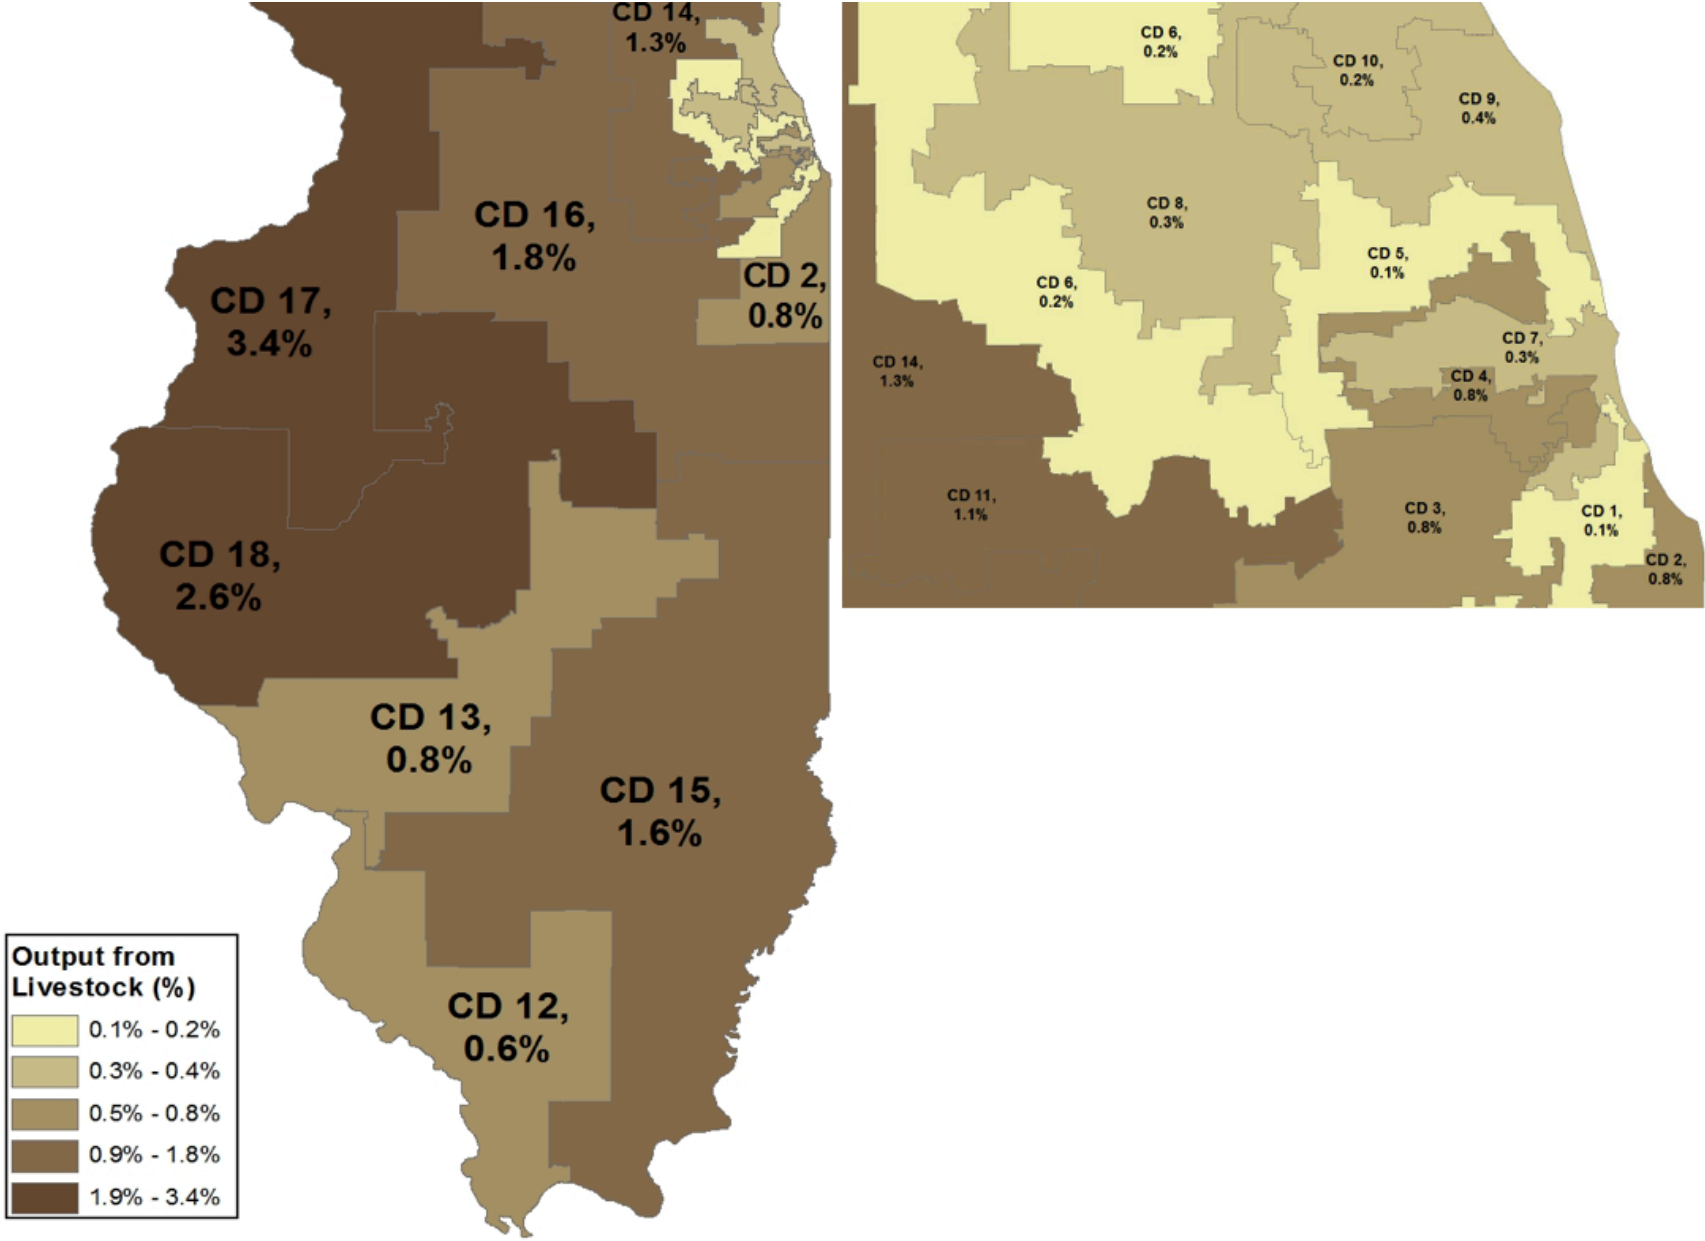 CD 14,
1.3%
CD 16,
1.8%
CD 2,
0.8%
CD 17,
3.4%
CD 18,
2.6%
CD 13,
0.8%
CD 15,
1.6%
CD 12,
0.6%
Output from
Livestock (%)
0.1% - 0.2%
0.3% - 0.4%
0.5% - 0.8%
0.9% - 1.8%
1.9% - 3.4%
CD 6,
0.2%
CD 10,
0.2%
CD 9,
0.4%
CD 8,
0.3%
CD 5,
0.1%
CD 6,
0.2%
CD 7,
0.3%
CD 14,
1.3%
CD 4,
0.8%
CD 11,
1.1%
CD 3,
0.8%
CD 1,
0.1%
CD 2,
0.8%